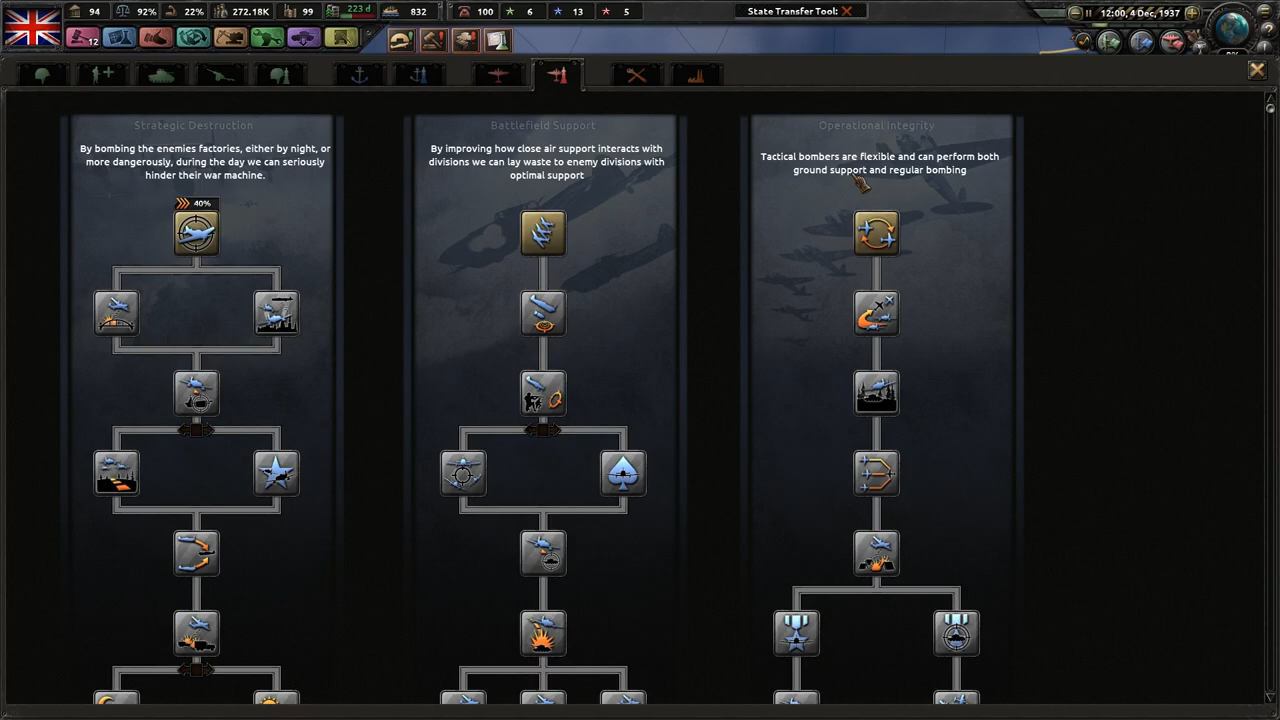 94 92% 22% 272.18K 99 223 d 832 100 6 13 5 State Transfer Tool: 12:00, 4 Dec, 1937
12
0%
Strategic Destruction
By bombing the enemies factories, either by night, or
more dangerously, during the day we can seriously
hinder their war machine.
40%
Battlefield Support
By improving how close air support interacts with
divisions we can lay waste to enemy divisions with
optimal support
Operational Integrity
Tactical bombers are flexible and can perform both
ground support and regular bombing